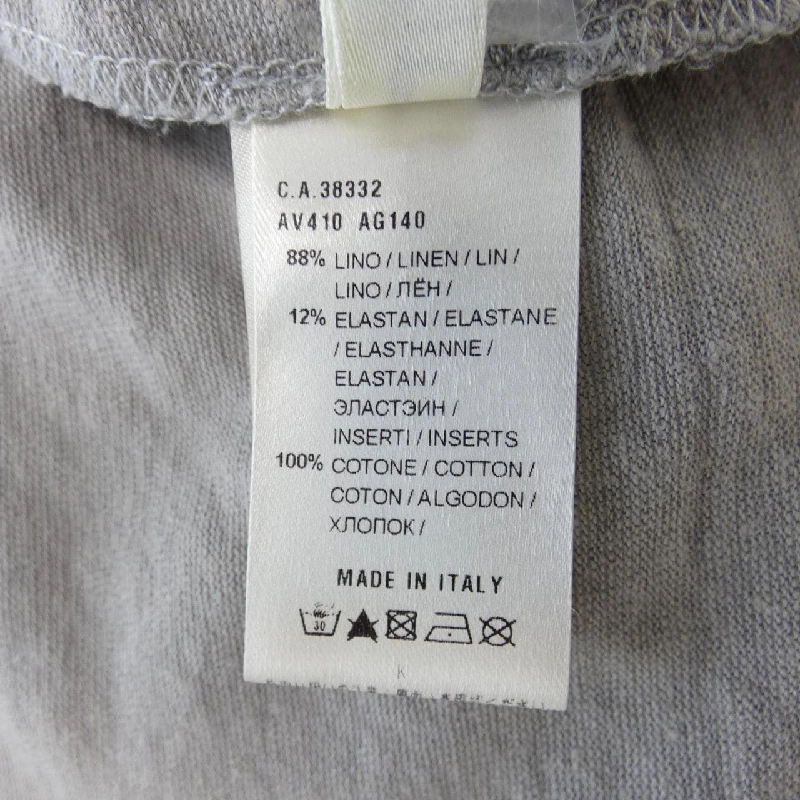 C.A.38332
AV410 AG140
88% LINO / LINEN / LIN /
LINO / ЛЁН /
12% ELASTAN / ELASTANE
/ ELASTHANNE /
ELASTAN /
ЭЛАСТЭИН /
INSERTI / INSERTS
100% COTONE / COTTON /
COTON / ALGODON /
ХЛОПОК /
MADE IN ITALY
30
K